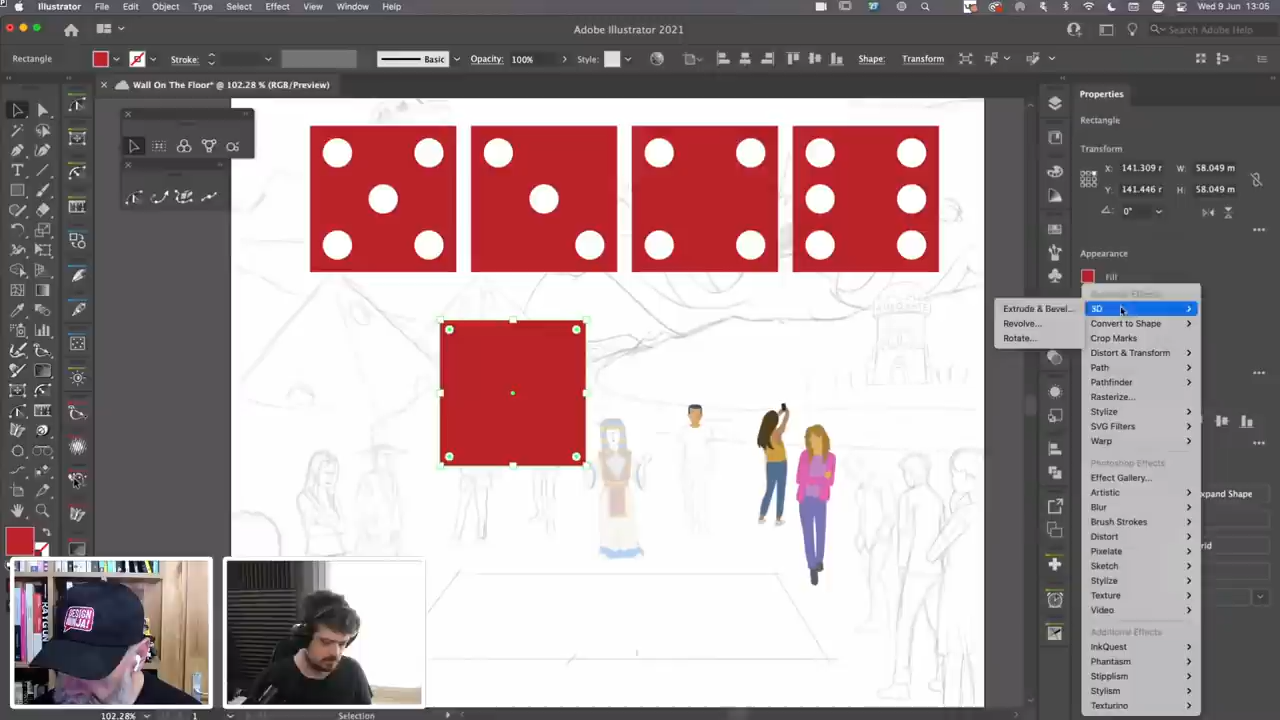 Illustrator File Edit Object Type Select Effect View Window Help
Wed 9 Jun 13:05
Adobe Illustrator 2021
Search Adobe Help
Rectangle
Stroke:
Basic
Opacity: 100%
Style:
Shape:
Transform
Wall On The Floor* @ 102.28 % (RGB/Preview)
Properties
Rectangle
Transform
X: 141.309 r W: 58.049 m
Y: 141.446 r H: 58.049 m
0°
Appearance
Fill
3D
Extrude & Bevel...
Revolve...
Rotate...
Convert to Shape
Crop Marks
Distort & Transform
Path
Pathfinder
Rasterize...
Stylize
SVG Filters
Warp
Photoshop Effects
Effect Gallery...
Artistic
Blur
Brush Strokes
Distort
Pixelate
Sketch
Stylize
Texture
Video
Additional Effects
InkQuest
Phantasm
Stipplism
Stylism
Texturino
xpand Shape
rid
DESIGN
NINJA!
102.28%
1
Selection